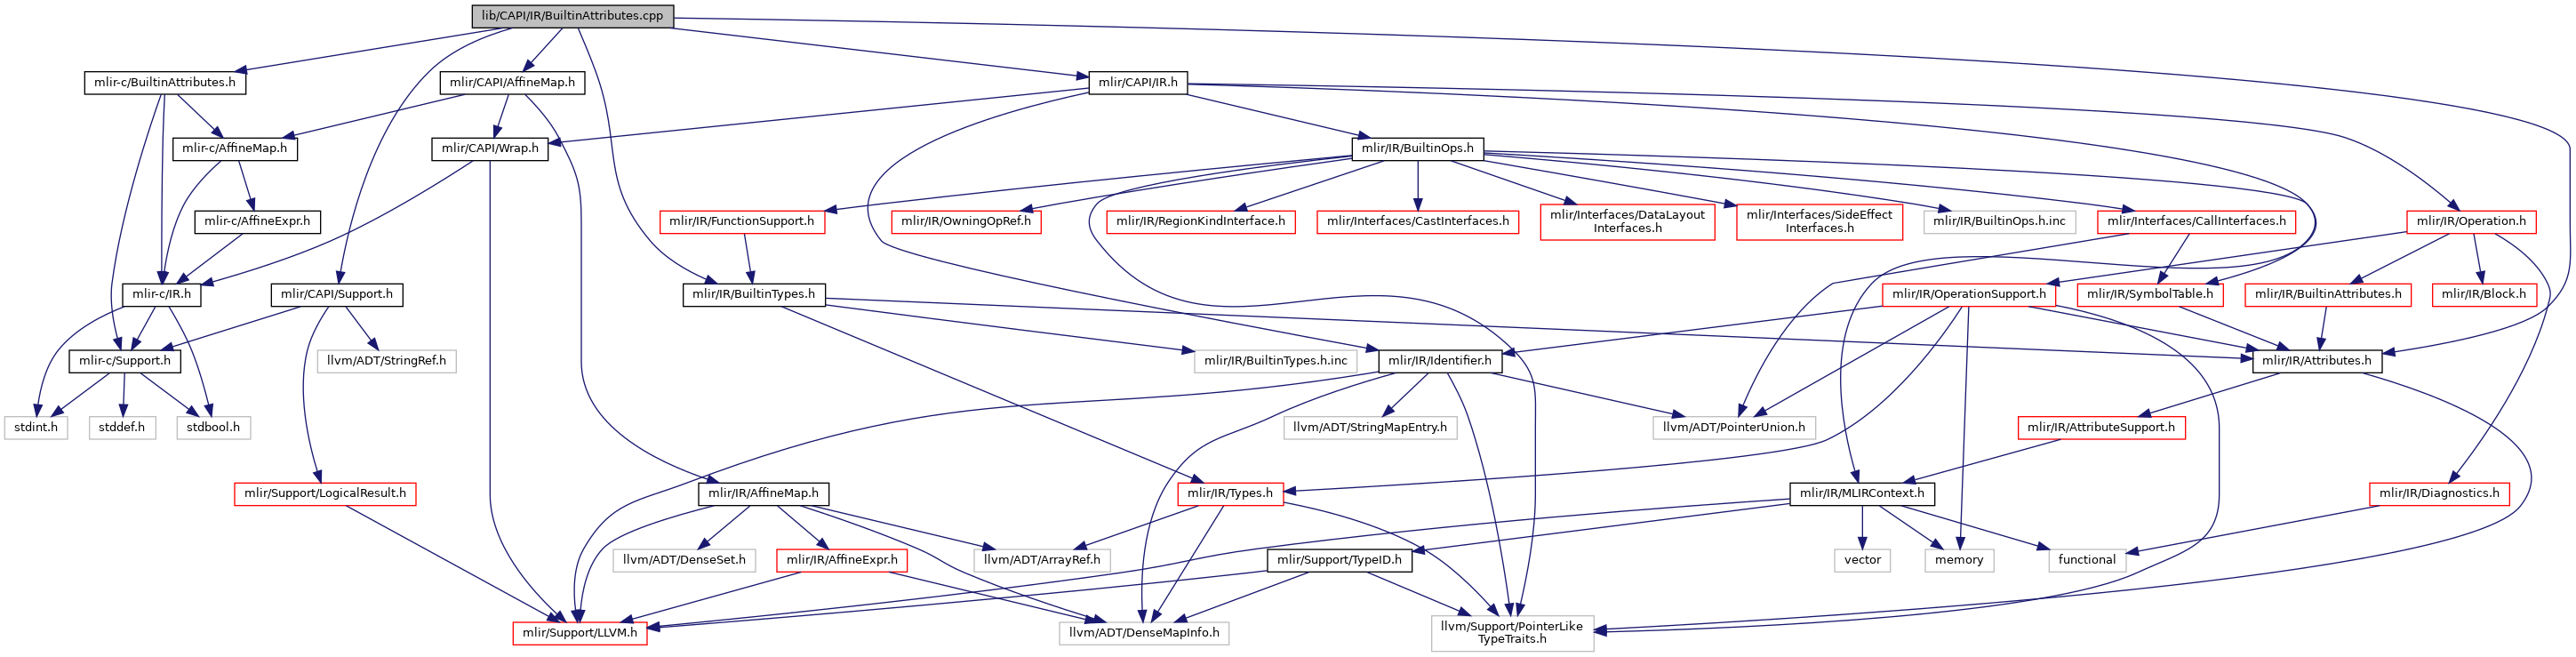 lib/CAPI/IR/BuiltinAttributes.cpp
mlir-c/BuiltinAttributes.h
mlir/CAPI/AffineMap.h
mlir/CAPI/IR.h
mlir-c/AffineMap.h
mlir/CAPI/Wrap.h
mlir/IR/BuiltinOps.h
mlir-c/AffineExpr.h
mlir/IR/FunctionSupport.h
mlir/IR/OwningOpRef.h
mlir/IR/RegionKindInterface.h
mlir/Interfaces/CastInterfaces.h
mlir/Interfaces/DataLayout
Interfaces.h
mlir/Interfaces/SideEffect
Interfaces.h
mlir/IR/BuiltinOps.h.inc
mlir/Interfaces/CallInterfaces.h
mlir/IR/Operation.h
mlir-c/IR.h
mlir/CAPI/Support.h
mlir/IR/BuiltinTypes.h
mlir/IR/OperationSupport.h
mlir/IR/SymbolTable.h
mlir/IR/BuiltinAttributes.h
mlir/IR/Block.h
mlir-c/Support.h
llvm/ADT/StringRef.h
mlir/IR/BuiltinTypes.h.inc
mlir/IR/Identifier.h
mlir/IR/Attributes.h
stdint.h
stddef.h
stdbool.h
llvm/ADT/StringMapEntry.h
llvm/ADT/PointerUnion.h
mlir/IR/AttributeSupport.h
mlir/Support/LogicalResult.h
mlir/IR/AffineMap.h
mlir/IR/Types.h
mlir/IR/MLIRContext.h
mlir/IR/Diagnostics.h
llvm/ADT/DenseSet.h
mlir/IR/AffineExpr.h
llvm/ADT/ArrayRef.h
mlir/Support/TypeID.h
vector
memory
functional
mlir/Support/LLVM.h
llvm/ADT/DenseMapInfo.h
llvm/Support/PointerLike
TypeTraits.h